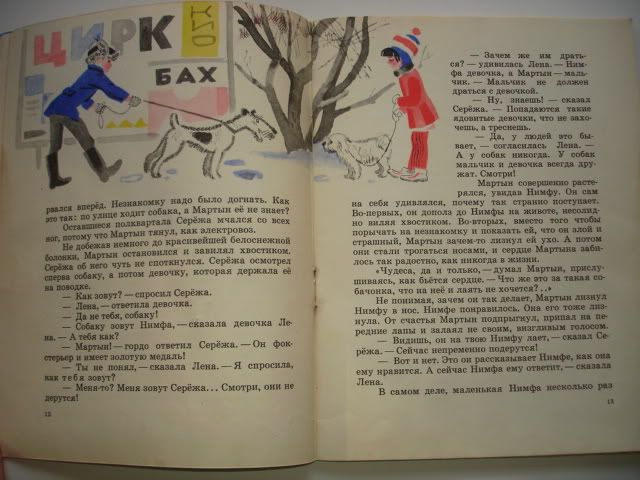 ЦИРК
КИО
БАХ
рвался вперёд. Незнакомку надо было догнать. Как
это так: по улице ходит собака, а Мартын её не знает?
Оставшиеся полквартала Серёжа мчался со всех
ног, потому что Мартын тянул, как электровоз.
Не добежав немного до красивейшей белоснежной
болонки, Мартын остановился и завилял хвостиком.
Серёжа об него чуть не споткнулся. Серёжа осмотрел
сперва собаку, а потом девочку, которая держала её
на поводке.
— Как зовут? — спросил Серёжа.
— Лена, — ответила девочка.
— Да не тебя, собаку!
— Собаку зовут Нимфа, — сказала девочка Ле-
на. — А тебя как?
— Мартын! — гордо ответил Серёжа. — Он фок-
стерьер и имеет золотую медаль!
— Ты не понял, — сказала Лена. — Я спросила,
как тебя зовут?
— Меня-то? Меня зовут Серёжа... Смотри, они не
дерутся!
12
— Зачем же им драть-
ся? — удивилась Лена. — Ним-
фа девочка, а Мартын — маль-
чик. Мальчик не должен
драться с девочкой.
— Ну, знаешь! — сказал
Серёжа. — Попадаются такие
ядовитые девочки, что не захо-
чешь, а треснешь.
— Да, у людей это бы-
вает, — согласилась Лена. —
А у собак никогда. У собак
мальчик и девочка всегда дру-
жат. Смотри!
Мартын совершенно расте-
рялся, увидав Нимфу. Он сам
на себя удивлялся, почему так странно поступает.
Во-первых, он дополз до Нимфы на животе, несолид-
но виляя хвостиком. Во-вторых, вместо того чтобы
порычать на незнакомку и показать ей, что он злой и
страшный, Мартын зачем-то лизнул ей ухо. А потом
они стали трогаться носами, и сердце Мартына заби-
лось так радостно, как никогда в жизни.
«Чудеса, да и только, — думал Мартын, прислу-
шиваясь, как бьётся сердце. — Что же это за такая со-
бачонка, что на неё и лаять не хочется?..»
Не понимая, зачем он так делает, Мартын лизнул
Нимфу в нос. Нимфе понравилось. Она его тоже лиз-
нула. От счастья Мартын подпрыгнул, припал на пе-
редние лапы и залаял не своим, визгливым голосом.
— Видишь, он на твою Нимфу лает, — сказал Се-
рёжа. — Сейчас непременно подерутся!
— Вот и нет. Это он рассказывает Нимфе, как она
ему нравится. А сейчас Нимфа ему ответит, — сказала
Лена.
В самом деле, маленькая Нимфа несколько раз
13